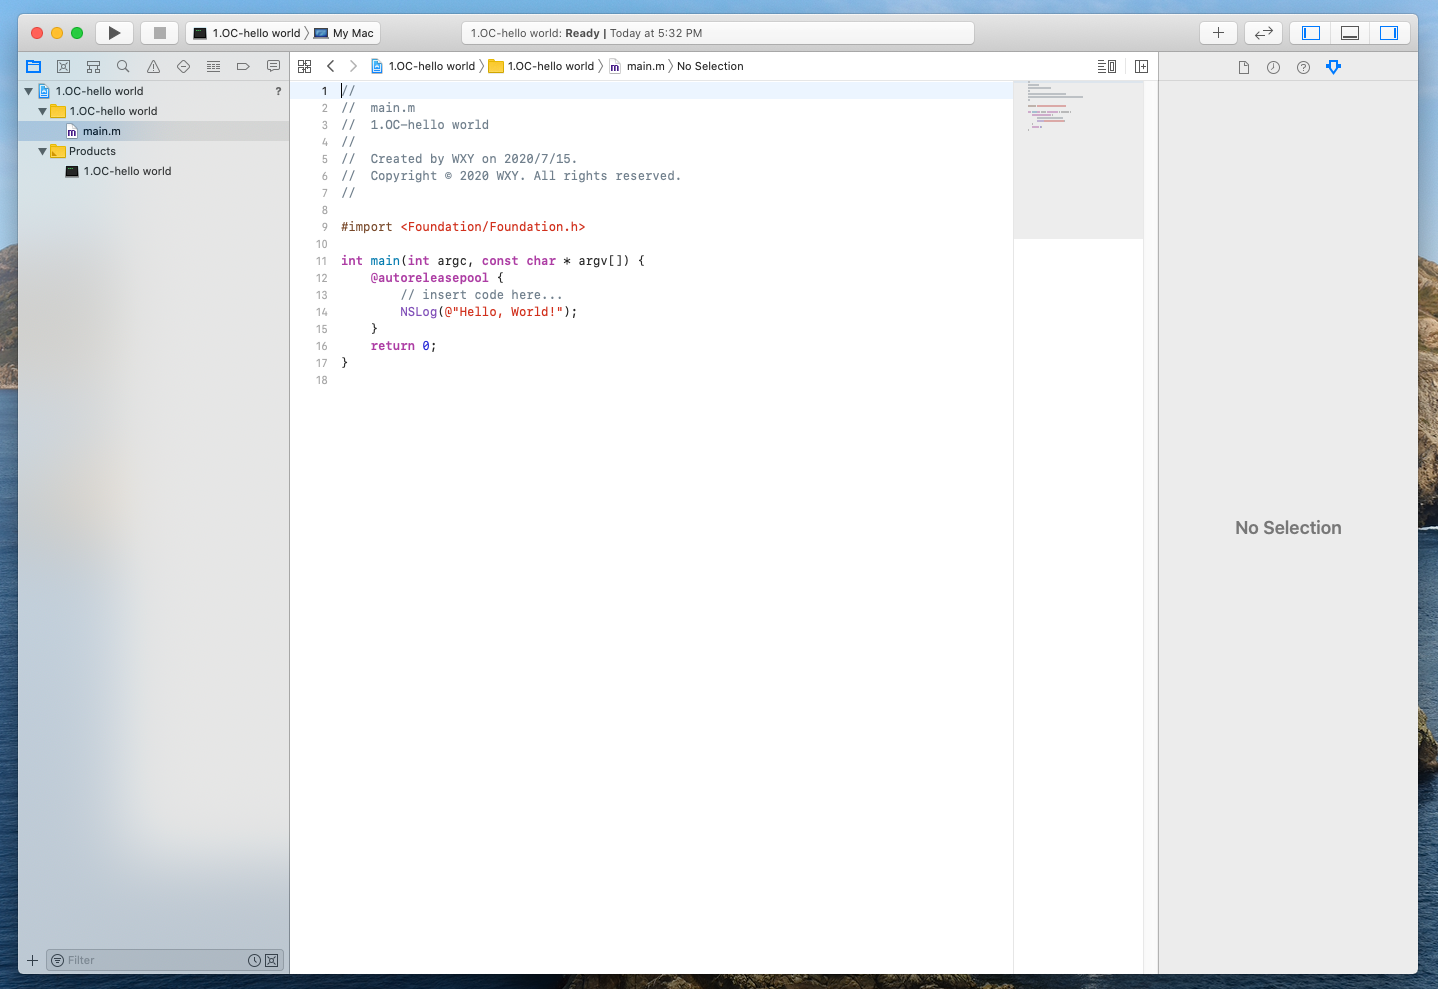 1.OC-hello world 〉 My Mac
1.OC-hello world: Ready | Today at 5:32 PM
1.OC-hello world 〉 1.OC-hello world 〉 m main.m 〉 No Selection
1.OC-hello world ?
1.OC-hello world
m main.m
Products
1.OC-hello world
1 //
2 //  main.m
3 //  1.OC-hello world
4 //
5 //  Created by WXY on 2020/7/15.
6 //  Copyright © 2020 WXY. All rights reserved.
7 //
8
9 #import <Foundation/Foundation.h>
10
11 int main(int argc, const char * argv[]) {
12     @autoreleasepool {
13         // insert code here...
14         NSLog(@"Hello, World!");
15     }
16     return 0;
17 }
18
No Selection
Filter